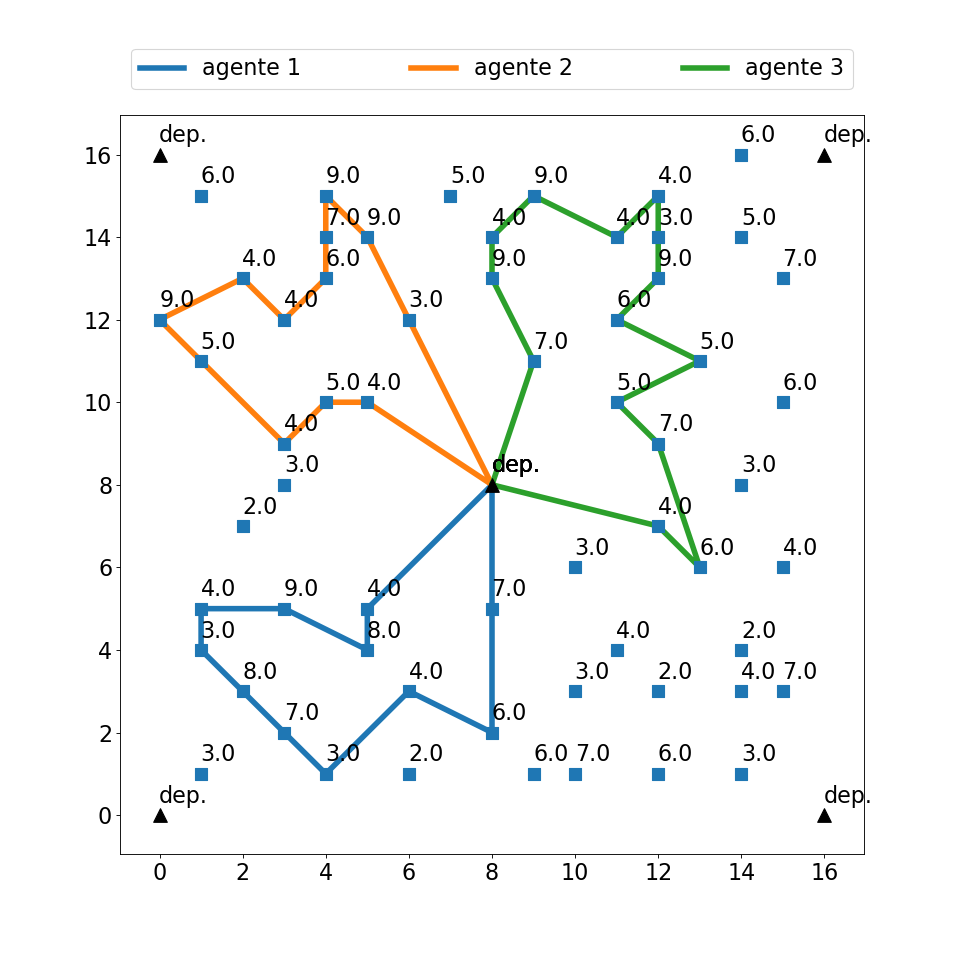 agente 1 agente 2 agente 3
dep. 6.0 dep.
16
6.0 9.0 5.0 9.0 4.0
7.0 9.0 4.0 4.0 3.0 5.0
14
4.0 6.0 9.0 9.0 7.0
9.0 4.0 3.0 6.0
12
5.0 7.0 5.0
5.0 4.0 5.0 6.0
10
4.0 7.0
3.0 dep. 3.0
8
2.0 4.0
3.0 6.0 4.0
6
4.0 9.0 4.0 7.0
3.0 8.0 4.0 2.0
4
8.0 4.0 3.0 2.0 4.0 7.0
7.0 6.0
2
3.0 3.0 2.0 6.0 7.0 6.0 3.0
dep. dep.
0
0 2 4 6 8 10 12 14 16